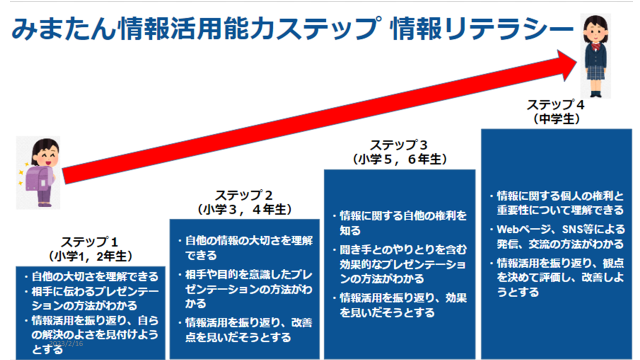 みまたん情報活用能力ステップ 情報リテラシー
ステップ１
（小学1，2年生）
・自他の大切さを理解できる
・相手に伝わるプレゼンテー
ションの方法がわかる
・情報活用を振り返り、自ら
の解決のよさを見付けよう
とする
ステップ２
（小学３，４年生）
・自他の情報の大切さを理解
できる
・相手や目的を意識したプレ
ゼンテーションの方法がわ
かる
・情報活用を振り返り、改善
点を見いだそうとする
ステップ３
（小学５，６年生）
・情報に関する自他の権利を
知る
・聞き手とのやりとりを含む
効果的なプレゼンテーショ
ンの方法がわかる
・情報活用を振り返り、効果
を見いだそうとする
ステップ４
（中学生）
・情報に関する個人の権利と
重要性について理解できる
・Webページ、SNS等による
発信、交流の方法がわかる
・情報活用を振り返り、観点
を決めて評価し、改善しよ
うとする